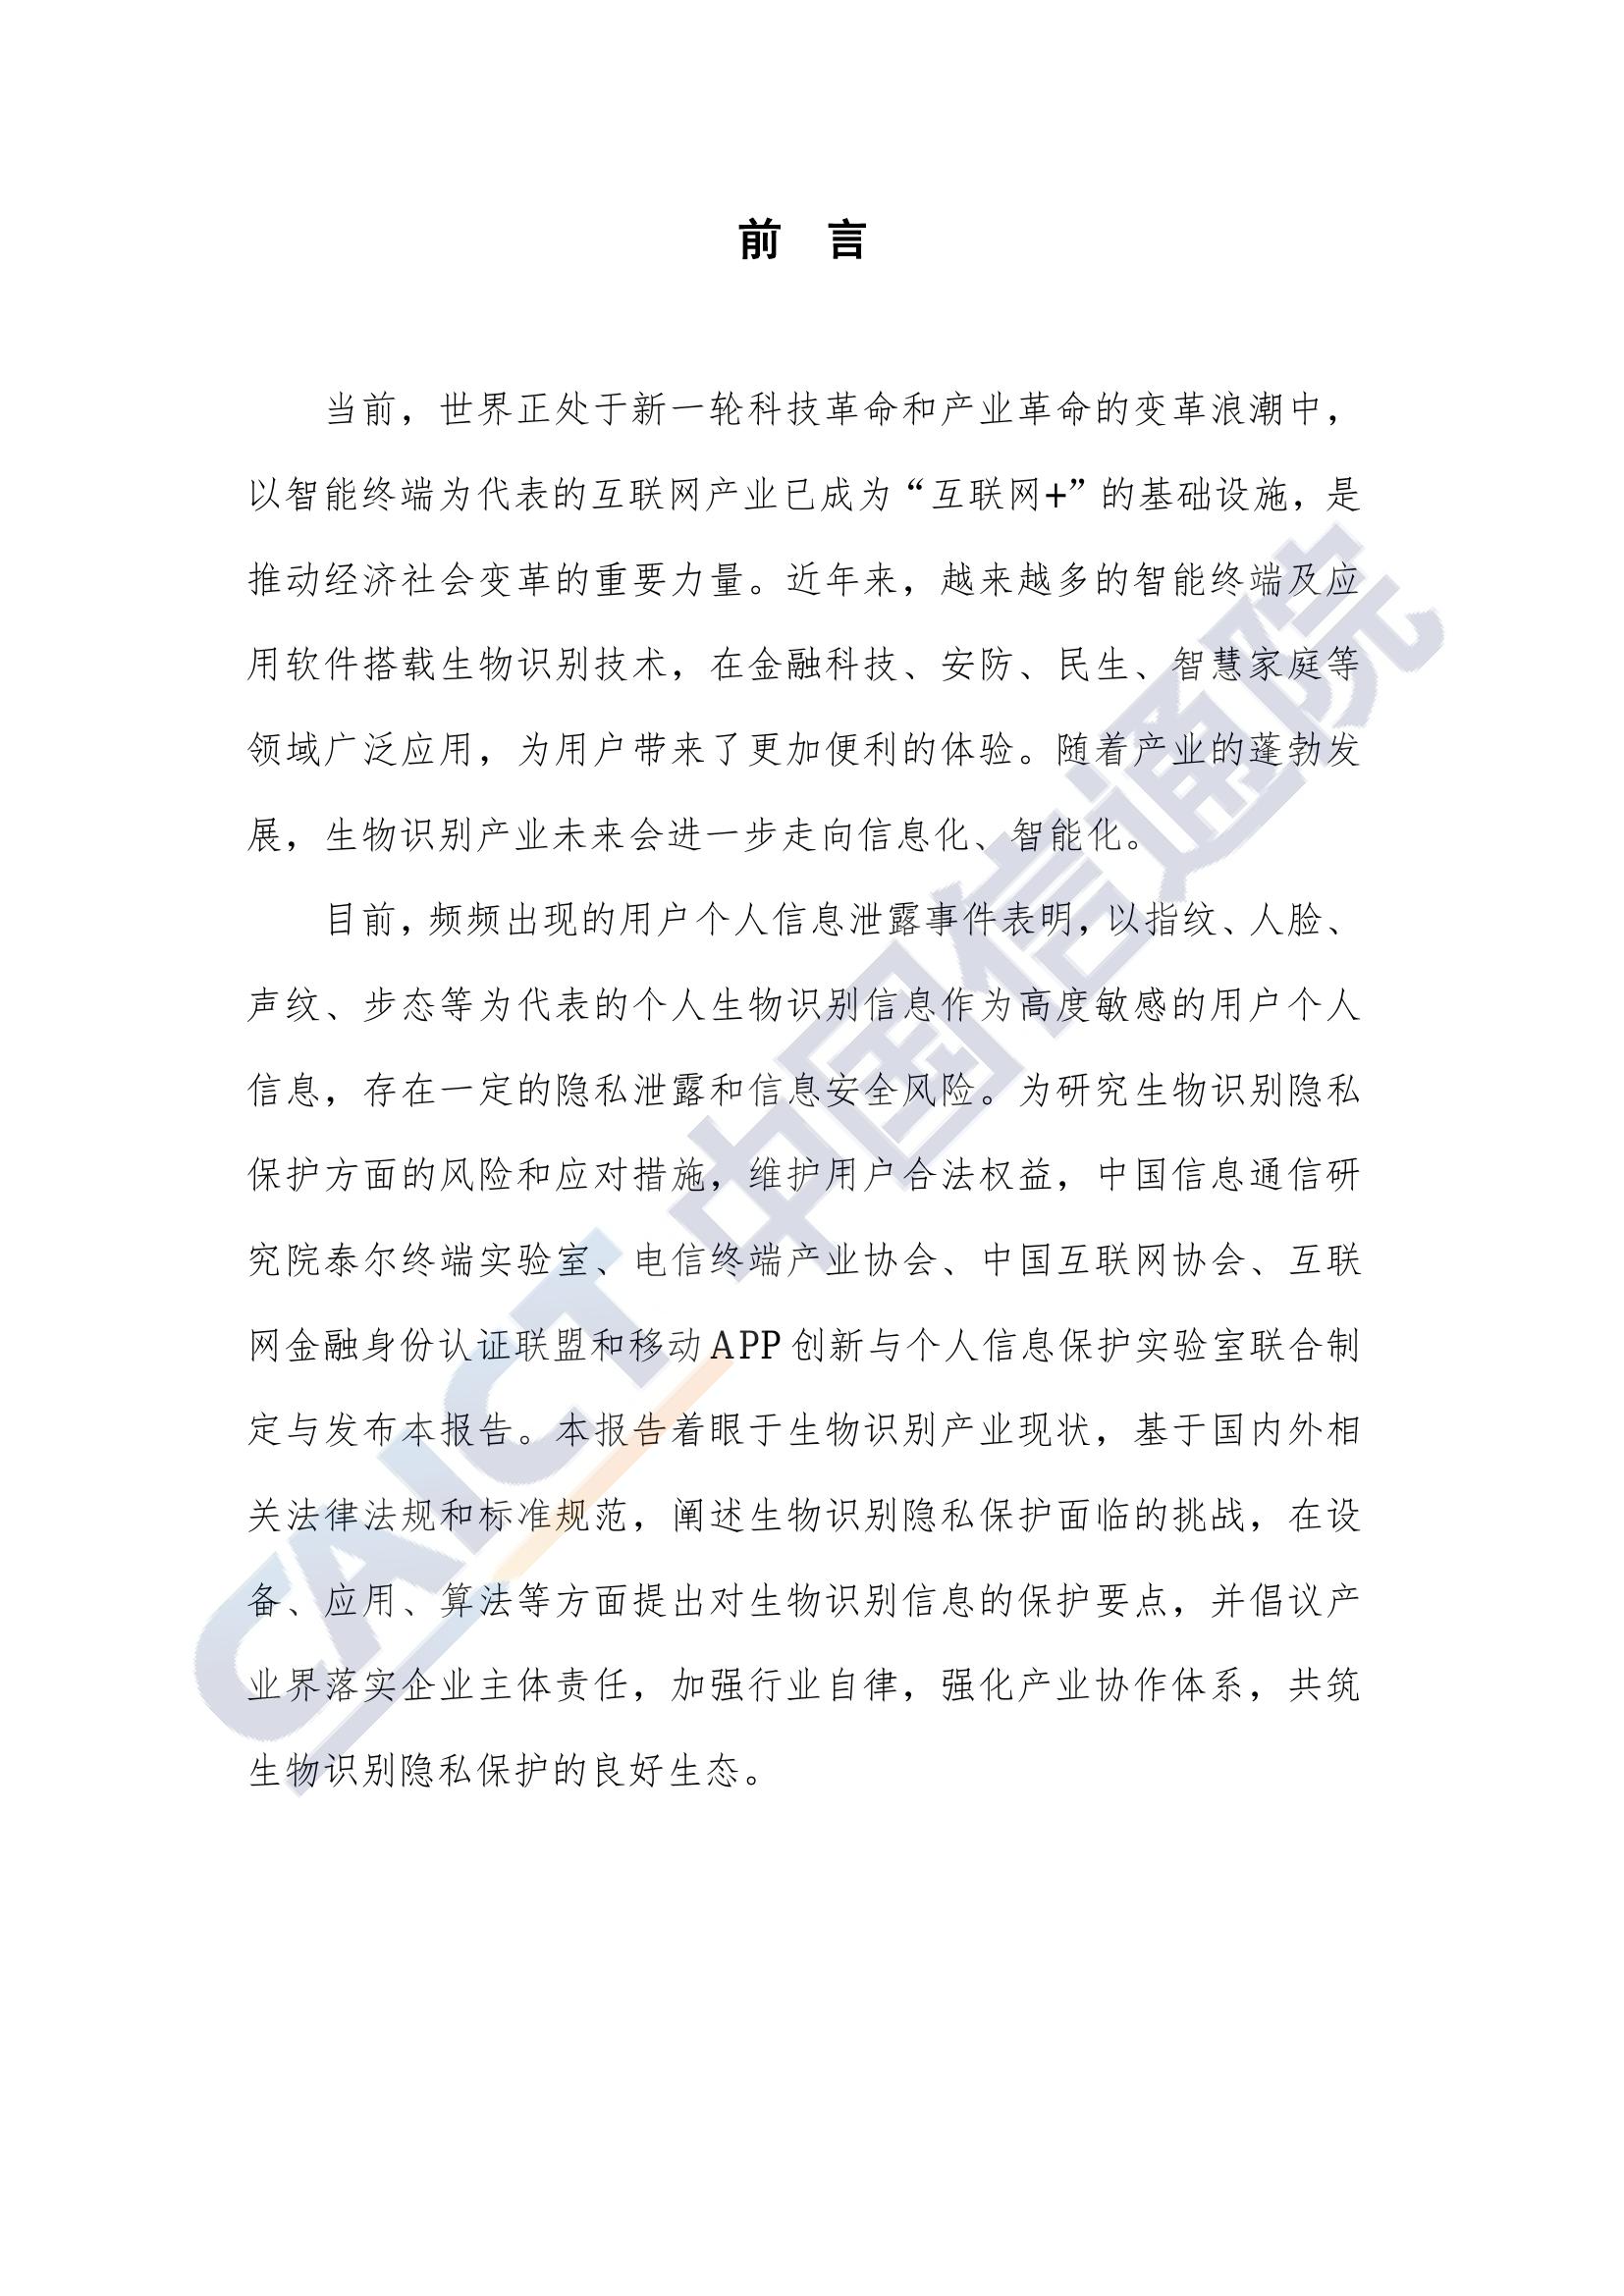 前 言
当前，世界正处于新一轮科技革命和产业革命的变革浪潮中，
以智能终端为代表的互联网产业已成为“互联网+”的基础设施，是
推动经济社会变革的重要力量。近年来，越来越多的智能终端及应
用软件搭载生物识别技术，在金融科技、安防、民生、智慧家庭等
领域广泛应用，为用户带来了更加便利的体验。随着产业的蓬勃发
展，生物识别产业未来会进一步走向信息化、智能化。
目前，频频出现的用户个人信息泄露事件表明，以指纹、人脸、
声纹、步态等为代表的个人生物识别信息作为高度敏感的用户个人
信息，存在一定的隐私泄露和信息安全风险。为研究生物识别隐私
保护方面的风险和应对措施，维护用户合法权益，中国信息通信研
究院泰尔终端实验室、电信终端产业协会、中国互联网协会、互联
网金融身份认证联盟和移动APP创新与个人信息保护实验室联合制
定与发布本报告。本报告着眼于生物识别产业现状，基于国内外相
关法律法规和标准规范，阐述生物识别隐私保护面临的挑战，在设
备、应用、算法等方面提出对生物识别信息的保护要点，并倡议产
业界落实企业主体责任，加强行业自律，强化产业协作体系，共筑
生物识别隐私保护的良好生态。
CAICT 中国信通院